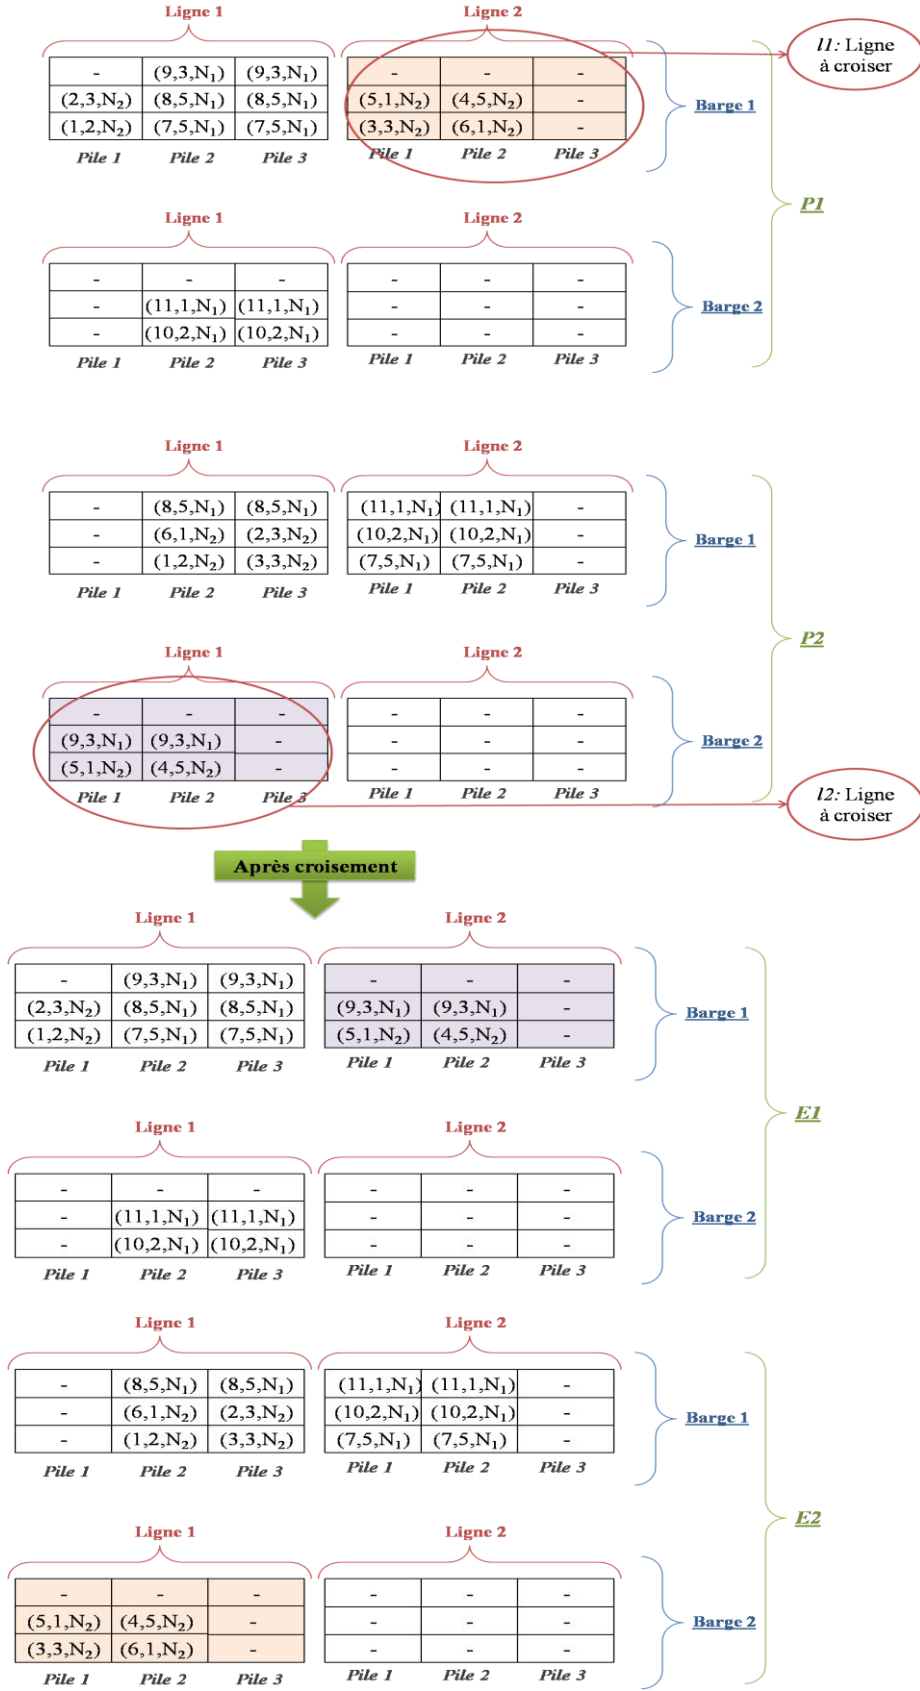 Ligne 1 Ligne 2
l1: Ligne
à croiser
- (9,3,N₁) (9,3,N₁) - - -
(2,3,N₂) (8,5,N₁) (8,5,N₁) (5,1,N₂) (4,5,N₂) -
Barge 1
(1,2,N₂) (7,5,N₁) (7,5,N₁) (3,3,N₂) (6,1,N₂) -
Pile 1 Pile 2 Pile 3 Pile 1 Pile 2 Pile 3
P1
Ligne 1 Ligne 2
- - - - - -
- (11,1,N₁) (11,1,N₁) - - -
Barge 2
- (10,2,N₁) (10,2,N₁) - - -
Pile 1 Pile 2 Pile 3 Pile 1 Pile 2 Pile 3
Ligne 1 Ligne 2
- (8,5,N₁) (8,5,N₁) (11,1,N₁) (11,1,N₁) -
- (6,1,N₂) (2,3,N₂) (10,2,N₁) (10,2,N₁) -
Barge 1
- (1,2,N₂) (3,3,N₂) (7,5,N₁) (7,5,N₁) -
Pile 1 Pile 2 Pile 3 Pile 1 Pile 2 Pile 3
P2
Ligne 1 Ligne 2
- - - - - -
(9,3,N₁) (9,3,N₁) - - - -
Barge 2
(5,1,N₂) (4,5,N₂) - - - -
Pile 1 Pile 2 Pile 3 Pile 1 Pile 2 Pile 3
l2: Ligne
à croiser
Après croisement
Ligne 1 Ligne 2
- (9,3,N₁) (9,3,N₁) - - -
(2,3,N₂) (8,5,N₁) (8,5,N₁) (9,3,N₁) (9,3,N₁) -
Barge 1
(1,2,N₂) (7,5,N₁) (7,5,N₁) (5,1,N₂) (4,5,N₂) -
Pile 1 Pile 2 Pile 3 Pile 1 Pile 2 Pile 3
E1
Ligne 1 Ligne 2
- - - - - -
- (11,1,N₁) (11,1,N₁) - - -
Barge 2
- (10,2,N₁) (10,2,N₁) - - -
Pile 1 Pile 2 Pile 3 Pile 1 Pile 2 Pile 3
Ligne 1 Ligne 2
- (8,5,N₁) (8,5,N₁) (11,1,N₁) (11,1,N₁) -
- (6,1,N₂) (2,3,N₂) (10,2,N₁) (10,2,N₁) -
Barge 1
- (1,2,N₂) (3,3,N₂) (7,5,N₁) (7,5,N₁) -
Pile 1 Pile 2 Pile 3 Pile 1 Pile 2 Pile 3
E2
Ligne 1 Ligne 2
- - - - - -
(5,1,N₂) (4,5,N₂) - - - -
Barge 2
(3,3,N₂) (6,1,N₂) - - - -
Pile 1 Pile 2 Pile 3 Pile 1 Pile 2 Pile 3